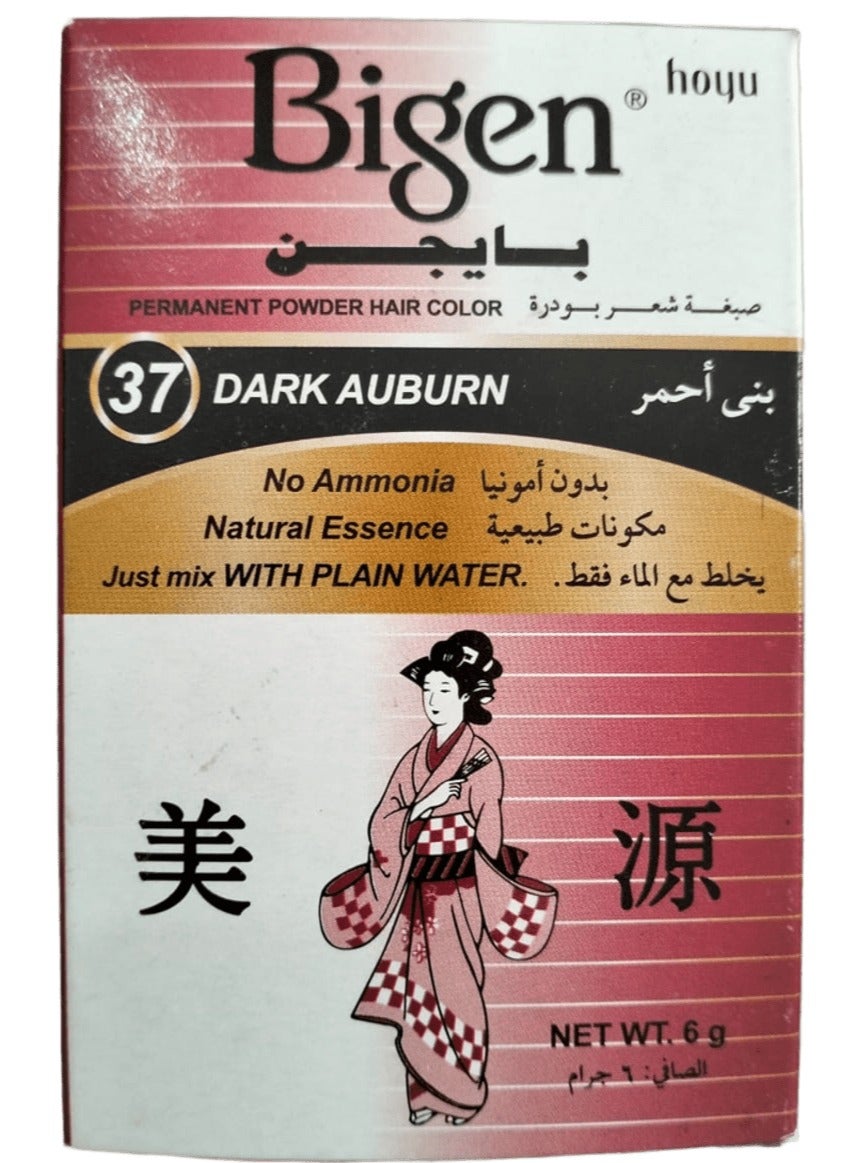 Bigen® hoyu
بايجن
PERMANENT POWDER HAIR COLOR صبغة شعر بودرة
37 DARK AUBURN بنى أحمر
No Ammonia بدون أمونيا
Natural Essence مكونات طبيعية
Just mix WITH PLAIN WATER. يخلط مع الماء فقط.
美 源
NET WT. 6 g
الصافي: ٦ جرام